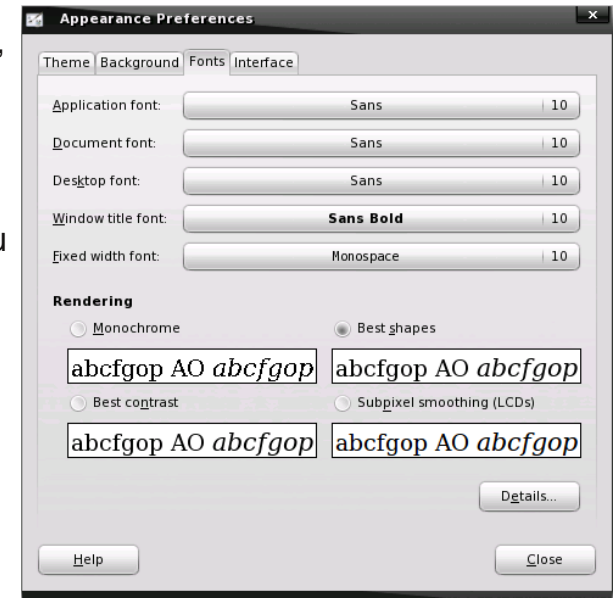 Appearance Preferences x
,
Theme Background Fonts Interface
Application font: Sans 10
Document font: Sans 10
Desktop font: Sans 10
Window title font: Sans Bold 10
u
Fixed width font: Monospace 10
Rendering
Monochrome Best shapes
abcfgop AO abcfgop abcfgop AO abcfgop
Best contrast Subpixel smoothing (LCDs)
abcfgop AO abcfgop abcfgop AO abcfgop
Details...
Help Close